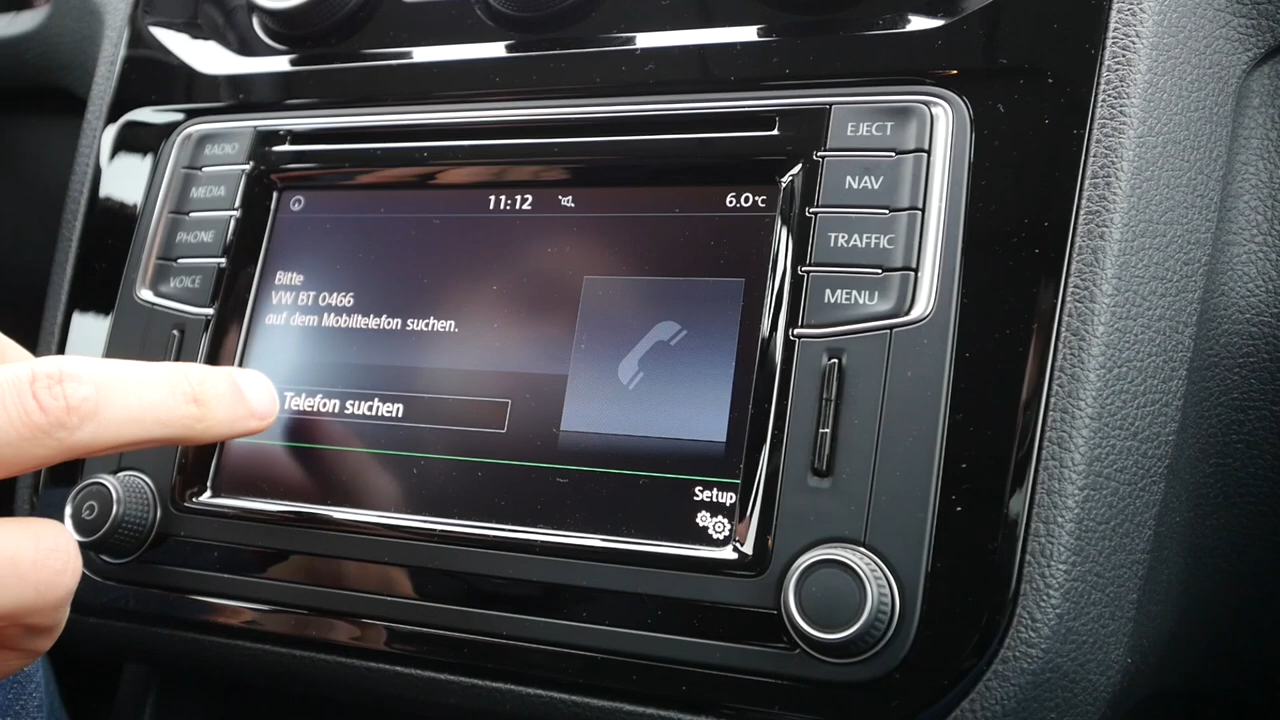 RADIO
MEDIA
PHONE
VOICE
11:12
6.0°C
Bitte
VW BT 0466
auf dem Mobiltelefon suchen.
Telefon suchen
Setup
EJECT
NAV
TRAFFIC
MENU